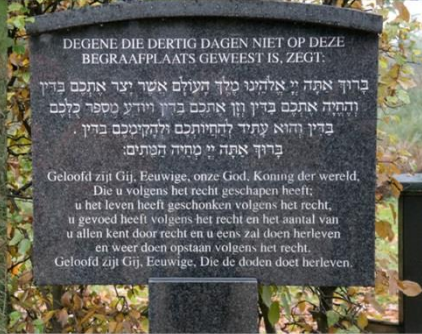 DEGENE DIE DERTIG DAGEN NIET OP DEZE
BEGRAAFPLAATS GEWEEST IS, ZEGT:
בָּרוּךְ אַתָּה יְיָ אֱלֹהֵינוּ מֶלֶךְ הָעוֹלָם אֲשֶׁר יָצַר אֶתְכֶם בַּדִּין
וְהֶחֱיָה אֶתְכֶם בַּדִּין וְזָן אֶתְכֶם בַּדִּין וְיוֹדֵעַ מִסְפַּר כֻּלְּכֶם
בַּדִּין וְהוּא עָתִיד לְהַחֲיוֹתְכֶם וּלְהָקִימְכֶם בַּדִּין .
בָּרוּךְ אַתָּה יְיָ מְחַיֵּה הַמֵּתִים:
Geloofd zijt Gij, Eeuwige, onze God, Koning der wereld,
Die u volgens het recht geschapen heeft;
u het leven heeft geschonken volgens het recht,
u gevoed heeft volgens het recht en het aantal van
u allen kent door recht en u eens zal doen herleven
en weer doen opstaan volgens het recht.
Geloofd zijt Gij, Eeuwige, Die de doden doet herleven.